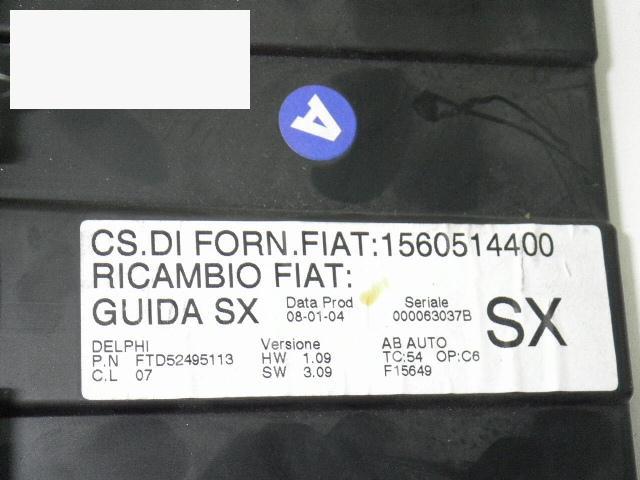 A
CS.DI FORN.FIAT:1560514400
RICAMBIO FIAT:
GUIDA SX Data Prod 08-01-04 Seriale 000063037B SX
DELPHI Versione AB AUTO
P.N FTD52495113 HW 1.09 TC:54 OP:C6
C.L 07 SW 3.09 F15649